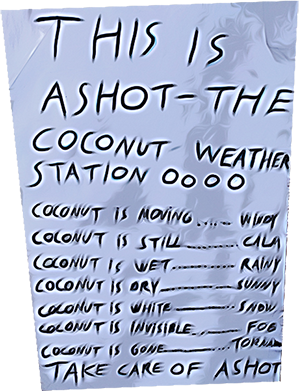 THIS IS
ASHOT-THE
COCONUT WEATHER
STATION OOOO
COCONUT IS MOVING...... WINDY
COCONUT IS STILL........ CALM
COCONUT IS WET.......... RAINY
COCONUT IS DRY.......... SUNNY
COCONUT IS WHITE........ SNOW
COCONUT IS INVISIBLE....... FOG
COCONUT IS GONE........ TORNAD
TAKE CARE OF ASHOT